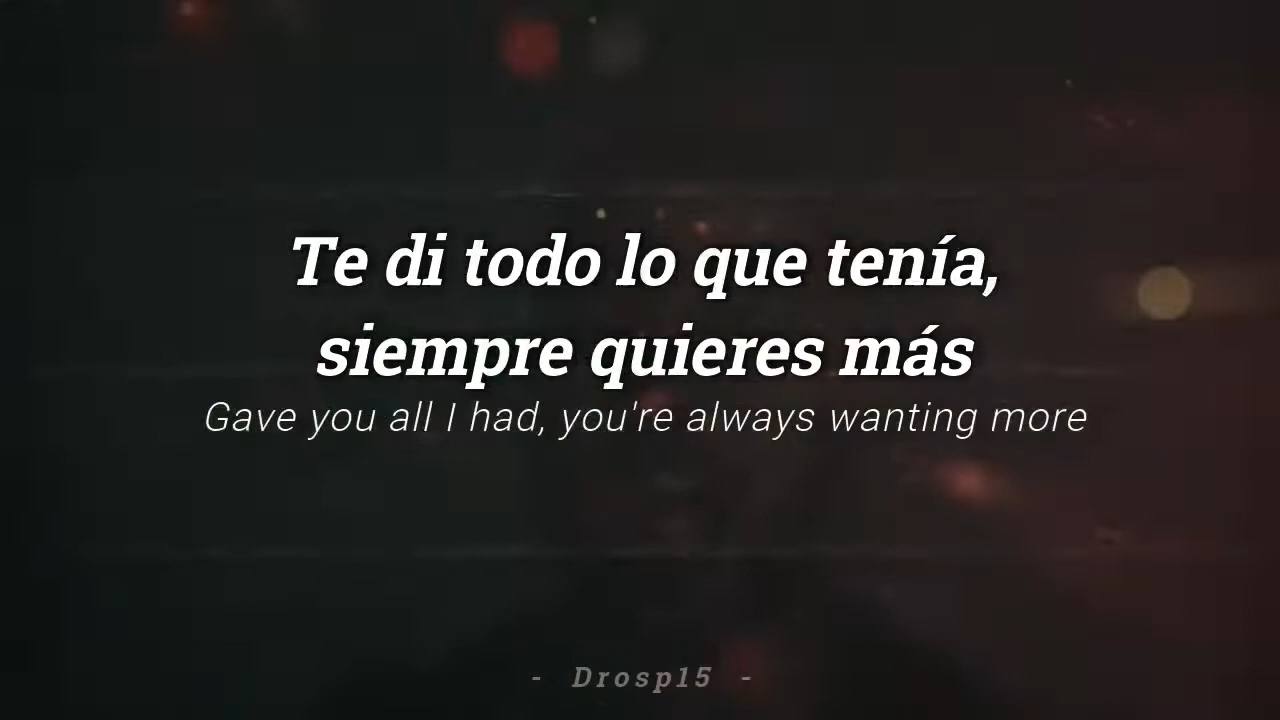 Te di todo lo que tenía,
siempre quieres más
Gave you all I had, you're always wanting more
- Drosp15 -